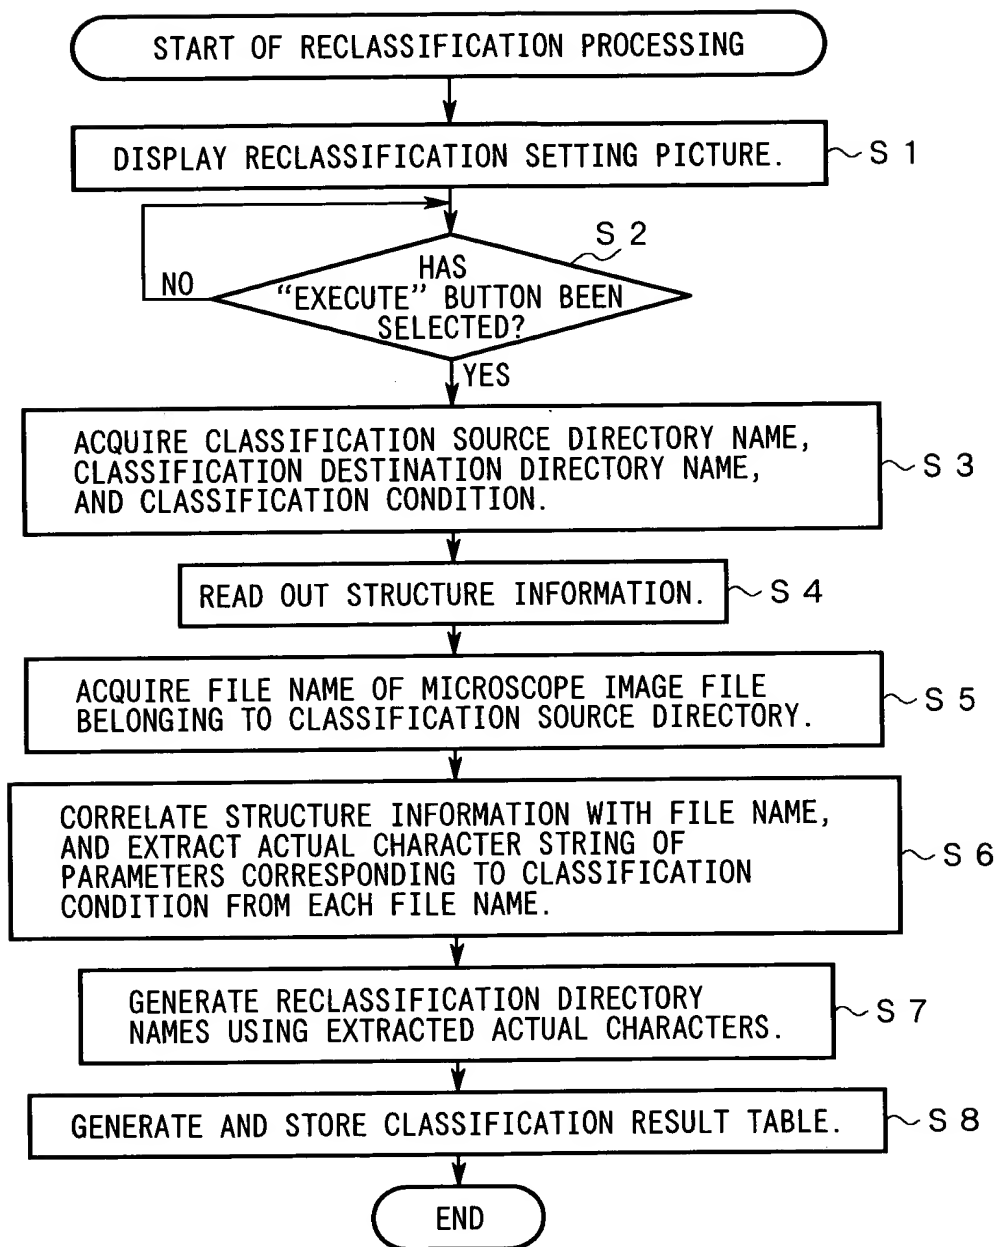 START OF RECLASSIFICATION PROCESSING
DISPLAY RECLASSIFICATION SETTING PICTURE.
S 1
S 2
HAS
“EXECUTE” BUTTON BEEN
SELECTED?
NO
YES
ACQUIRE CLASSIFICATION SOURCE DIRECTORY NAME,
CLASSIFICATION DESTINATION DIRECTORY NAME,
AND CLASSIFICATION CONDITION.
S 3
READ OUT STRUCTURE INFORMATION.
S 4
ACQUIRE FILE NAME OF MICROSCOPE IMAGE FILE
BELONGING TO CLASSIFICATION SOURCE DIRECTORY.
S 5
CORRELATE STRUCTURE INFORMATION WITH FILE NAME,
AND EXTRACT ACTUAL CHARACTER STRING OF
PARAMETERS CORRESPONDING TO CLASSIFICATION
CONDITION FROM EACH FILE NAME.
S 6
GENERATE RECLASSIFICATION DIRECTORY
NAMES USING EXTRACTED ACTUAL CHARACTERS.
S 7
GENERATE AND STORE CLASSIFICATION RESULT TABLE.
S 8
END